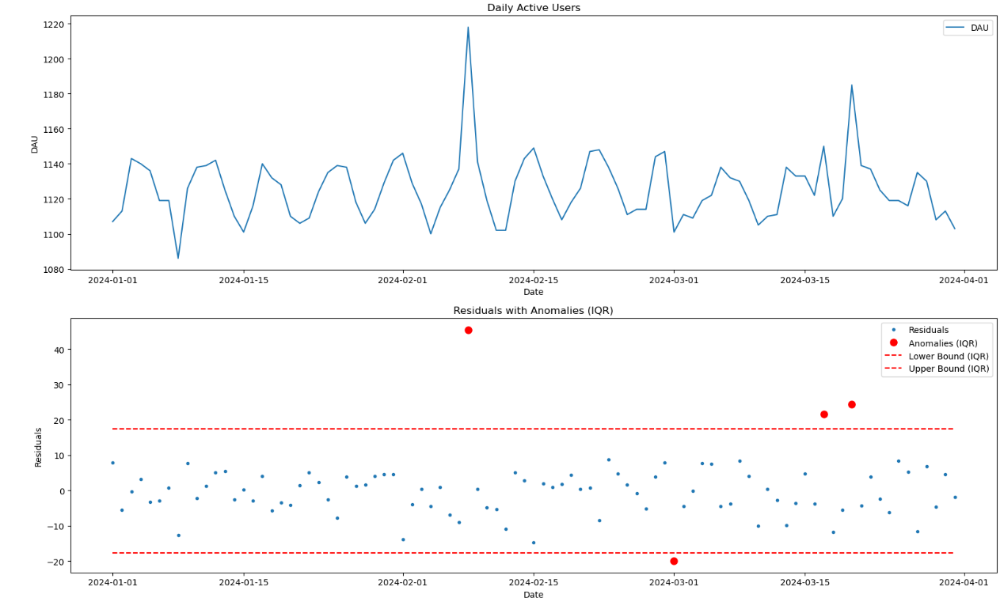 Daily Active Users
1220
1200
1180
1160
1140
1120
1100
1080
DAU
DAU
2024-01-01
2024-01-15
2024-02-01
2024-02-15
2024-03-01
2024-03-15
2024-04-01
Date
Residuals with Anomalies (IQR)
40
30
20
10
0
−10
−20
Residuals
Residuals
Anomalies (IQR)
Lower Bound (IQR)
Upper Bound (IQR)
2024-01-01
2024-01-15
2024-02-01
2024-02-15
2024-03-01
2024-03-15
2024-04-01
Date